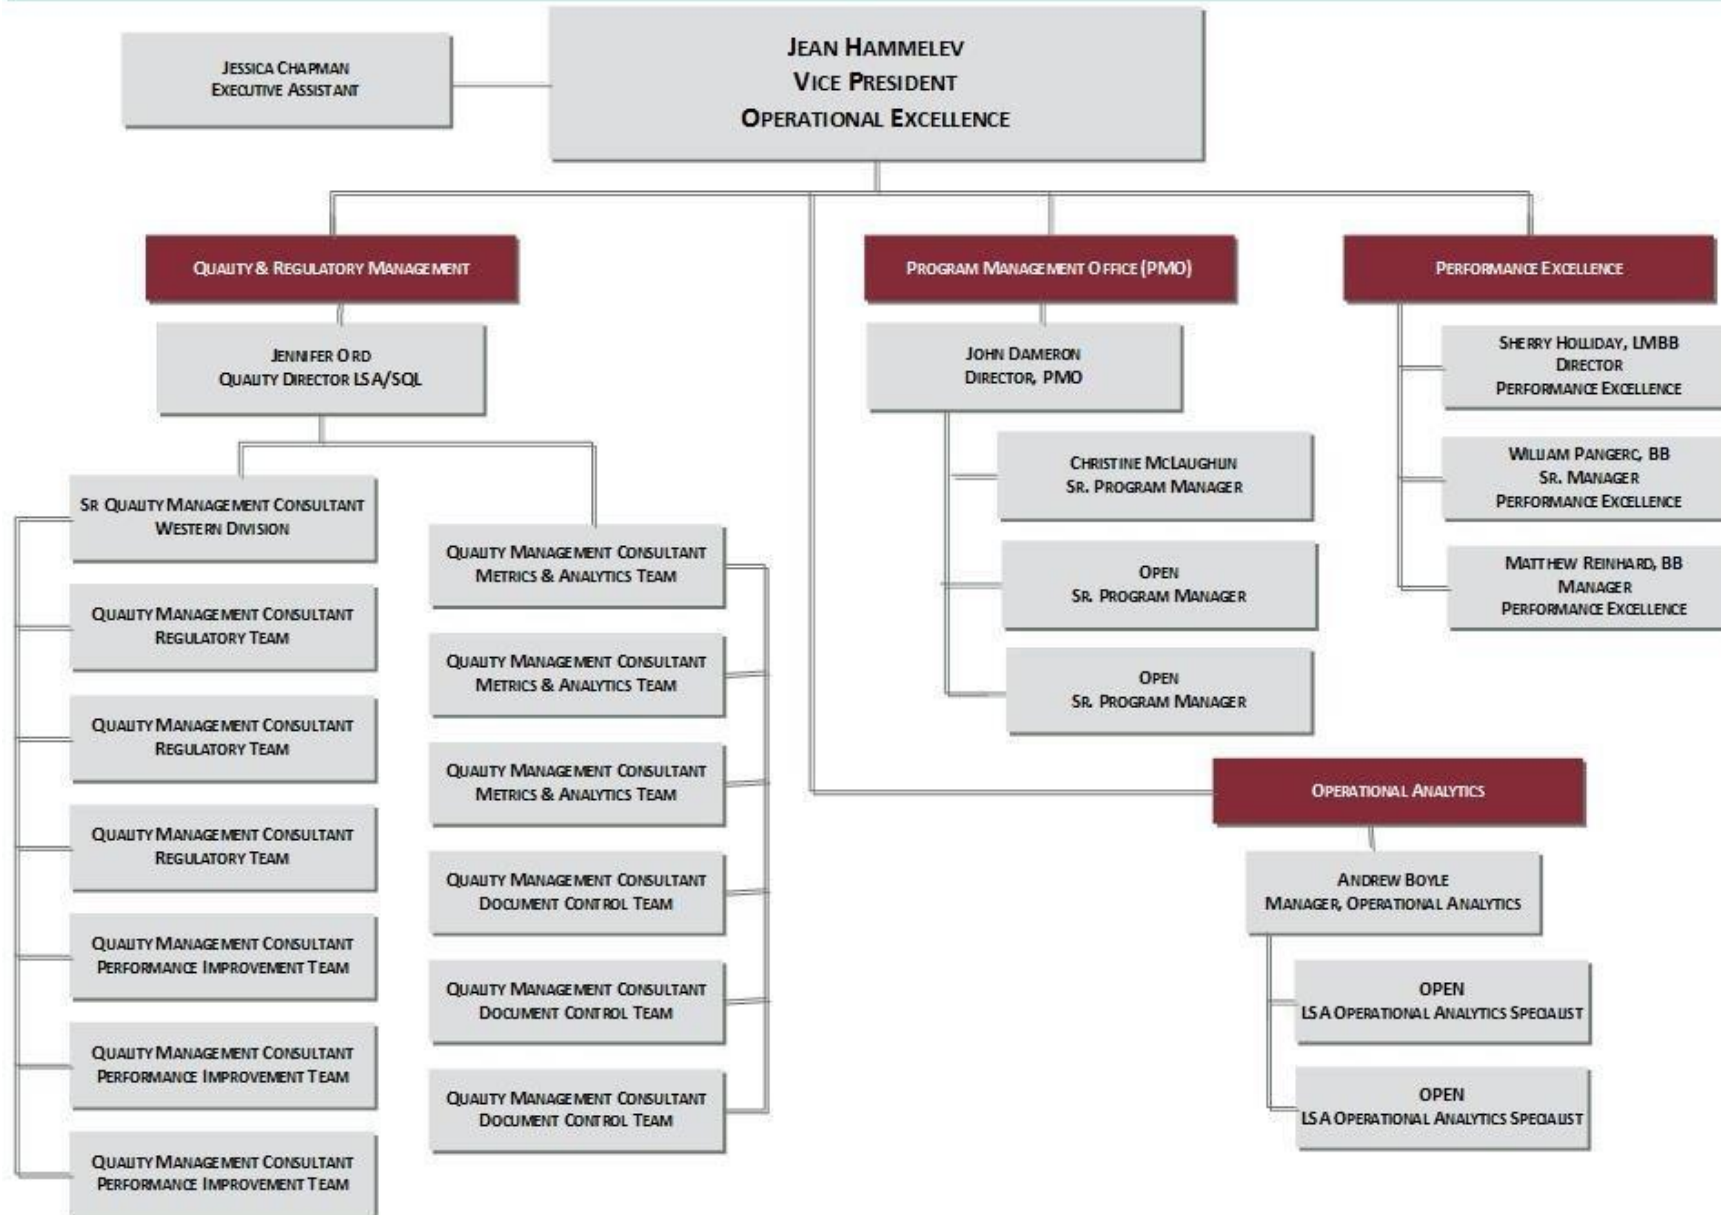 JESSICA CHAPMAN
EXECUTIVE ASSISTANT
JEAN HAMMELEV
VICE PRESIDENT
OPERATIONAL EXCELLENCE
QUALITY & REGULATORY MANAGEMENT
JENNIFER ORD
QUALITY DIRECTOR LSA/SQL
SR QUALITY MANAGEMENT CONSULTANT
WESTERN DIVISION
QUALITY MANAGEMENT CONSULTANT
REGULATORY TEAM
QUALITY MANAGEMENT CONSULTANT
REGULATORY TEAM
QUALITY MANAGEMENT CONSULTANT
REGULATORY TEAM
QUALITY MANAGEMENT CONSULTANT
PERFORMANCE IMPROVEMENT TEAM
QUALITY MANAGEMENT CONSULTANT
PERFORMANCE IMPROVEMENT TEAM
QUALITY MANAGEMENT CONSULTANT
PERFORMANCE IMPROVEMENT TEAM
QUALITY MANAGEMENT CONSULTANT
METRICS & ANALYTICS TEAM
QUALITY MANAGEMENT CONSULTANT
METRICS & ANALYTICS TEAM
QUALITY MANAGEMENT CONSULTANT
METRICS & ANALYTICS TEAM
QUALITY MANAGEMENT CONSULTANT
DOCUMENT CONTROL TEAM
QUALITY MANAGEMENT CONSULTANT
DOCUMENT CONTROL TEAM
QUALITY MANAGEMENT CONSULTANT
DOCUMENT CONTROL TEAM
PROGRAM MANAGEMENT OFFICE (PMO)
JOHN DAMERON
DIRECTOR, PMO
CHRISTINE MCLAUGHLIN
SR. PROGRAM MANAGER
OPEN
SR. PROGRAM MANAGER
OPEN
SR. PROGRAM MANAGER
PERFORMANCE EXCELLENCE
SHERRY HOLLIDAY, LMBB
DIRECTOR
PERFORMANCE EXCELLENCE
WILLIAM PANGERC, BB
SR. MANAGER
PERFORMANCE EXCELLENCE
MATTHEW REINHARD, BB
MANAGER
PERFORMANCE EXCELLENCE
OPERATIONAL ANALYTICS
ANDREW BOYLE
MANAGER, OPERATIONAL ANALYTICS
OPEN
LSA OPERATIONAL ANALYTICS SPECIALIST
OPEN
LSA OPERATIONAL ANALYTICS SPECIALIST